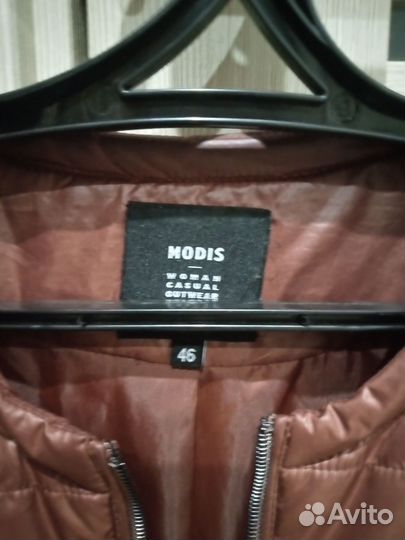 MODIS
WOMAN
CASUAL
OUTWEAR
46
Avito